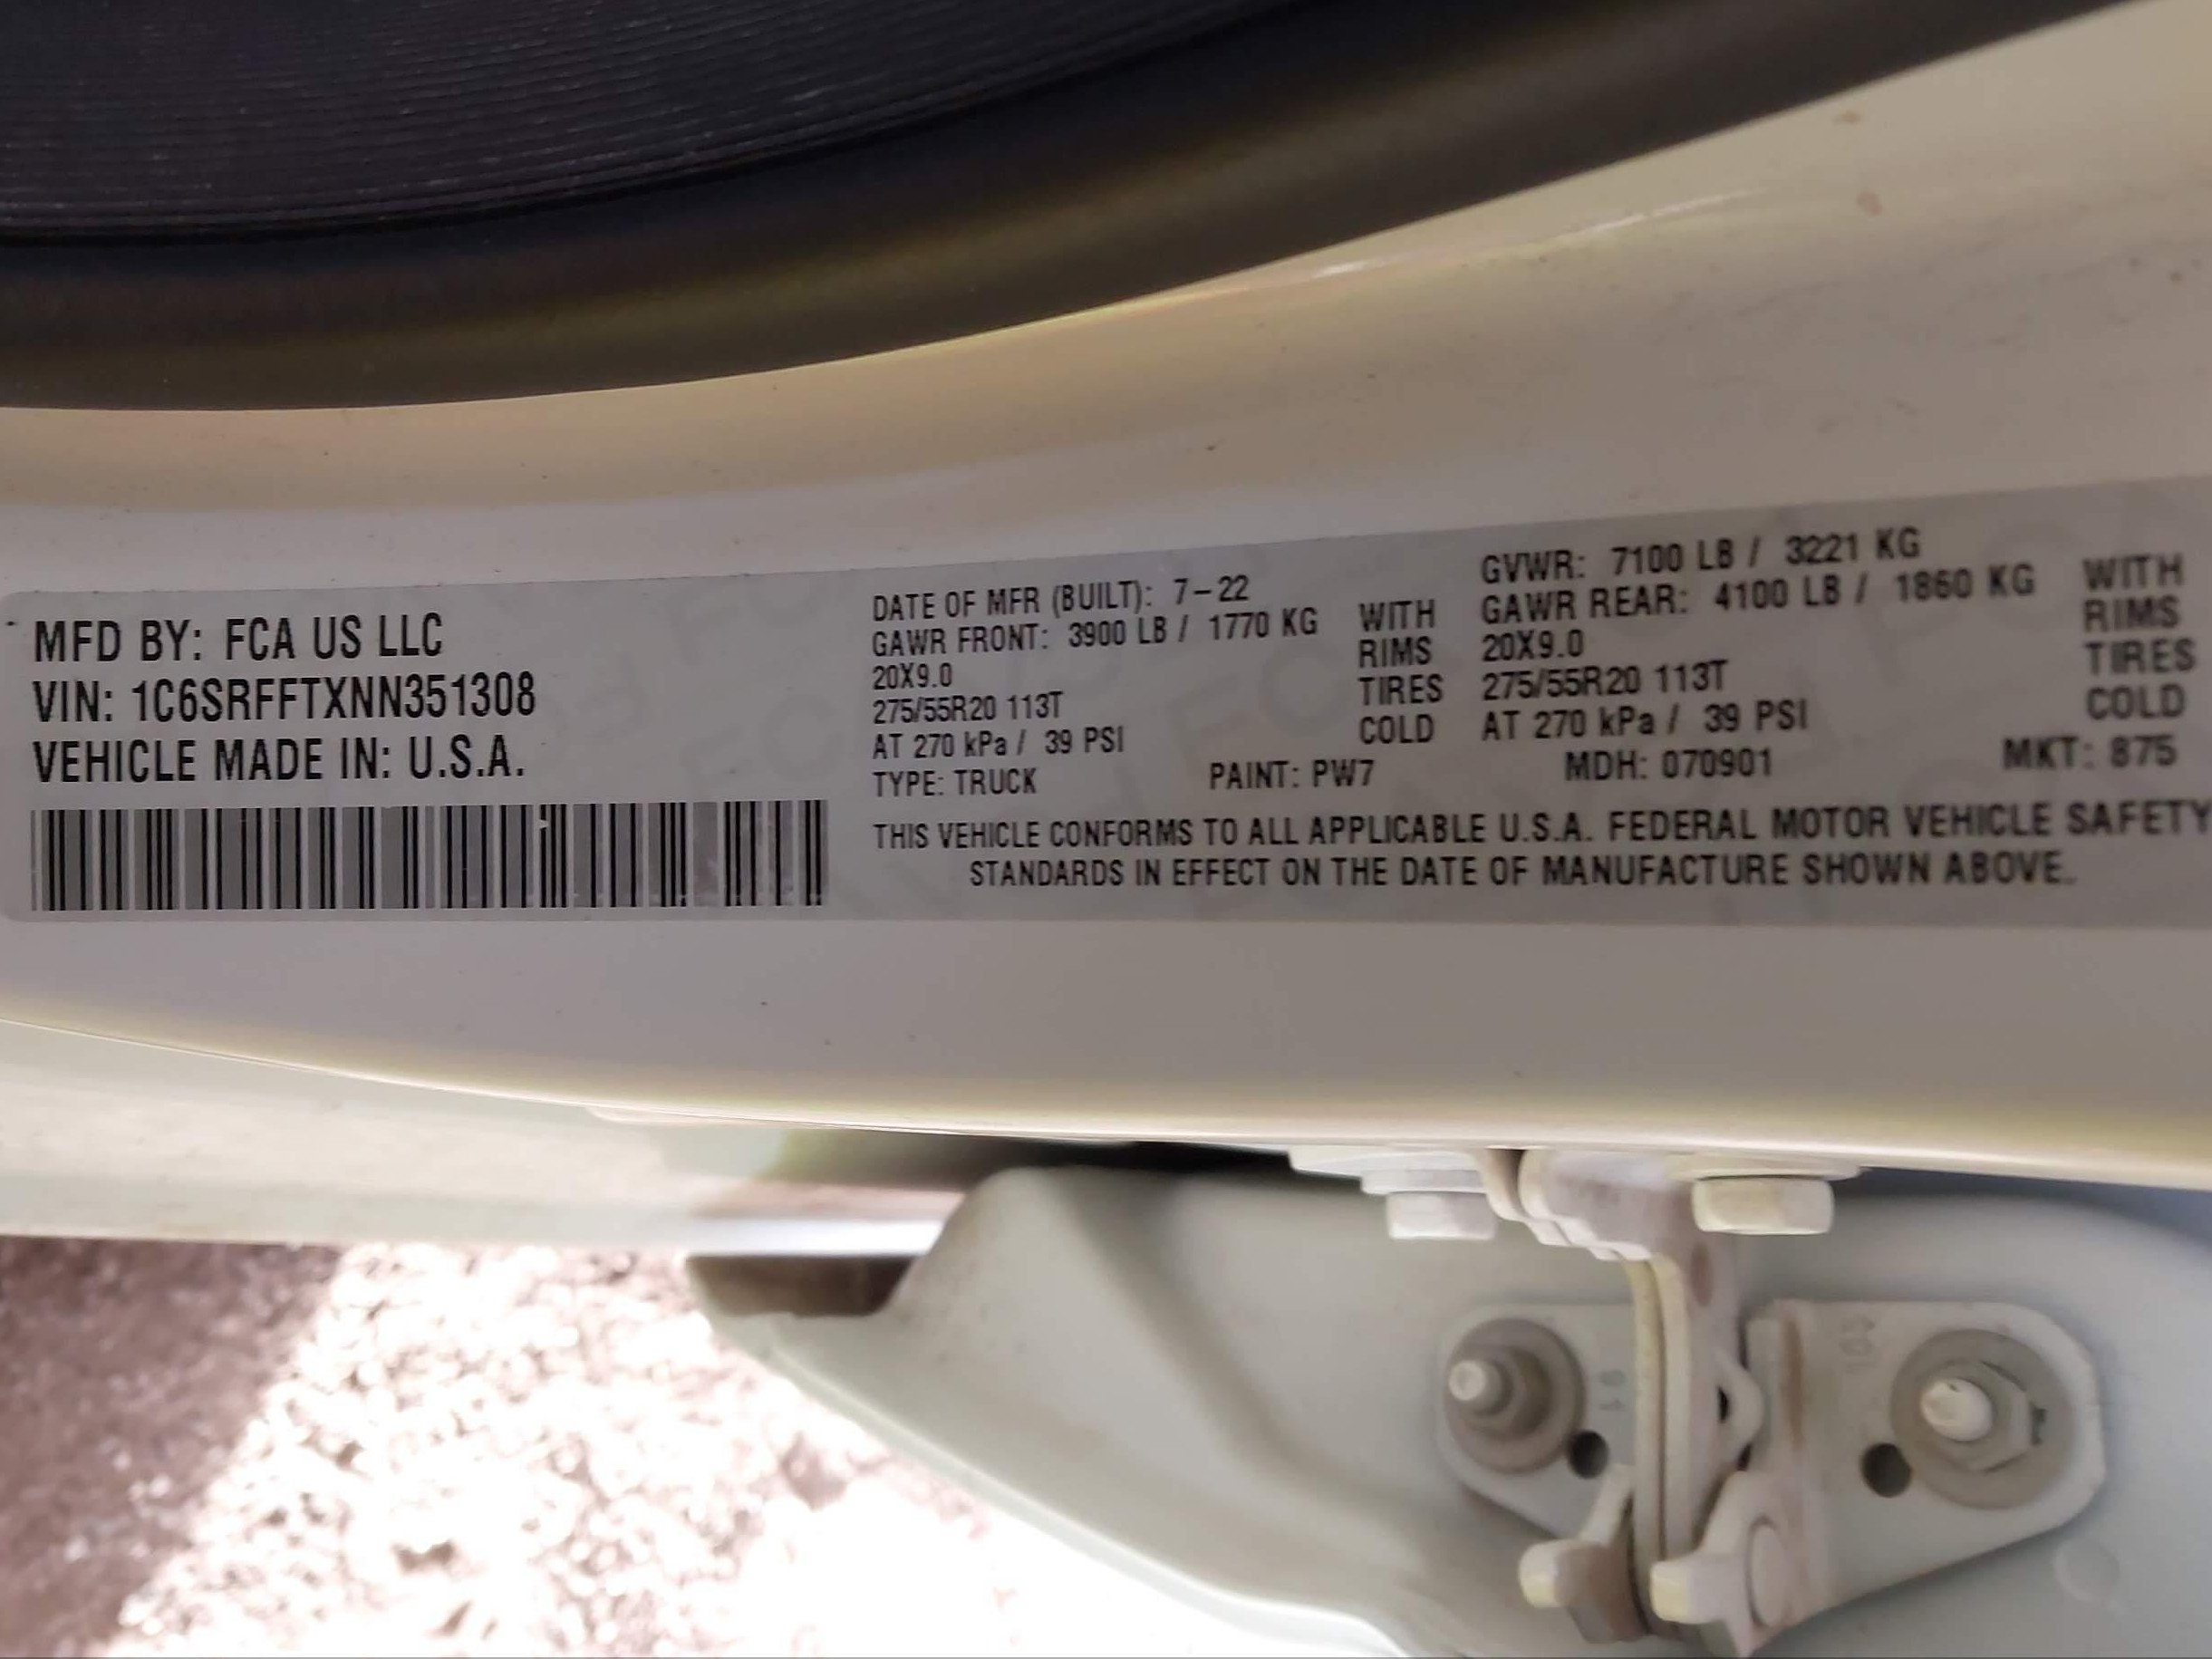 MFD BY: FCA US LLC
VIN: 1C6SRFFTXNN351308
VEHICLE MADE IN: U.S.A.
DATE OF MFR (BUILT): 7-22 GVWR: 7100 LB / 3221 KG
GAWR FRONT: 3900 LB / 1770 KG WITH GAWR REAR: 4100 LB / 1860 KG WITH
20X9.0 RIMS 20X9.0 RIMS
275/55R20 113T TIRES 275/55R20 113T TIRES
AT 270 kPa / 39 PSI COLD AT 270 kPa / 39 PSI COLD
TYPE: TRUCK PAINT: PW7 MDH: 070901 MKT: 875
THIS VEHICLE CONFORMS TO ALL APPLICABLE U.S.A. FEDERAL MOTOR VEHICLE SAFETY
STANDARDS IN EFFECT ON THE DATE OF MANUFACTURE SHOWN ABOVE.